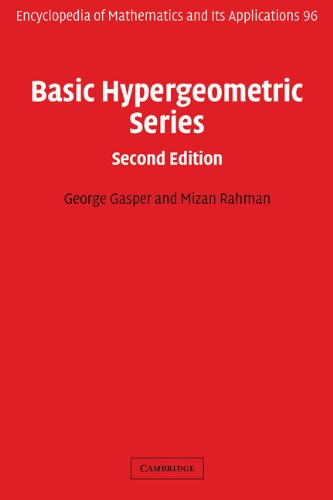 Encyclopedia of Mathematics and Its Applications 96
Basic Hypergeometric
Series
Second Edition
George Gasper and Mizan Rahman
CAMBRIDGE